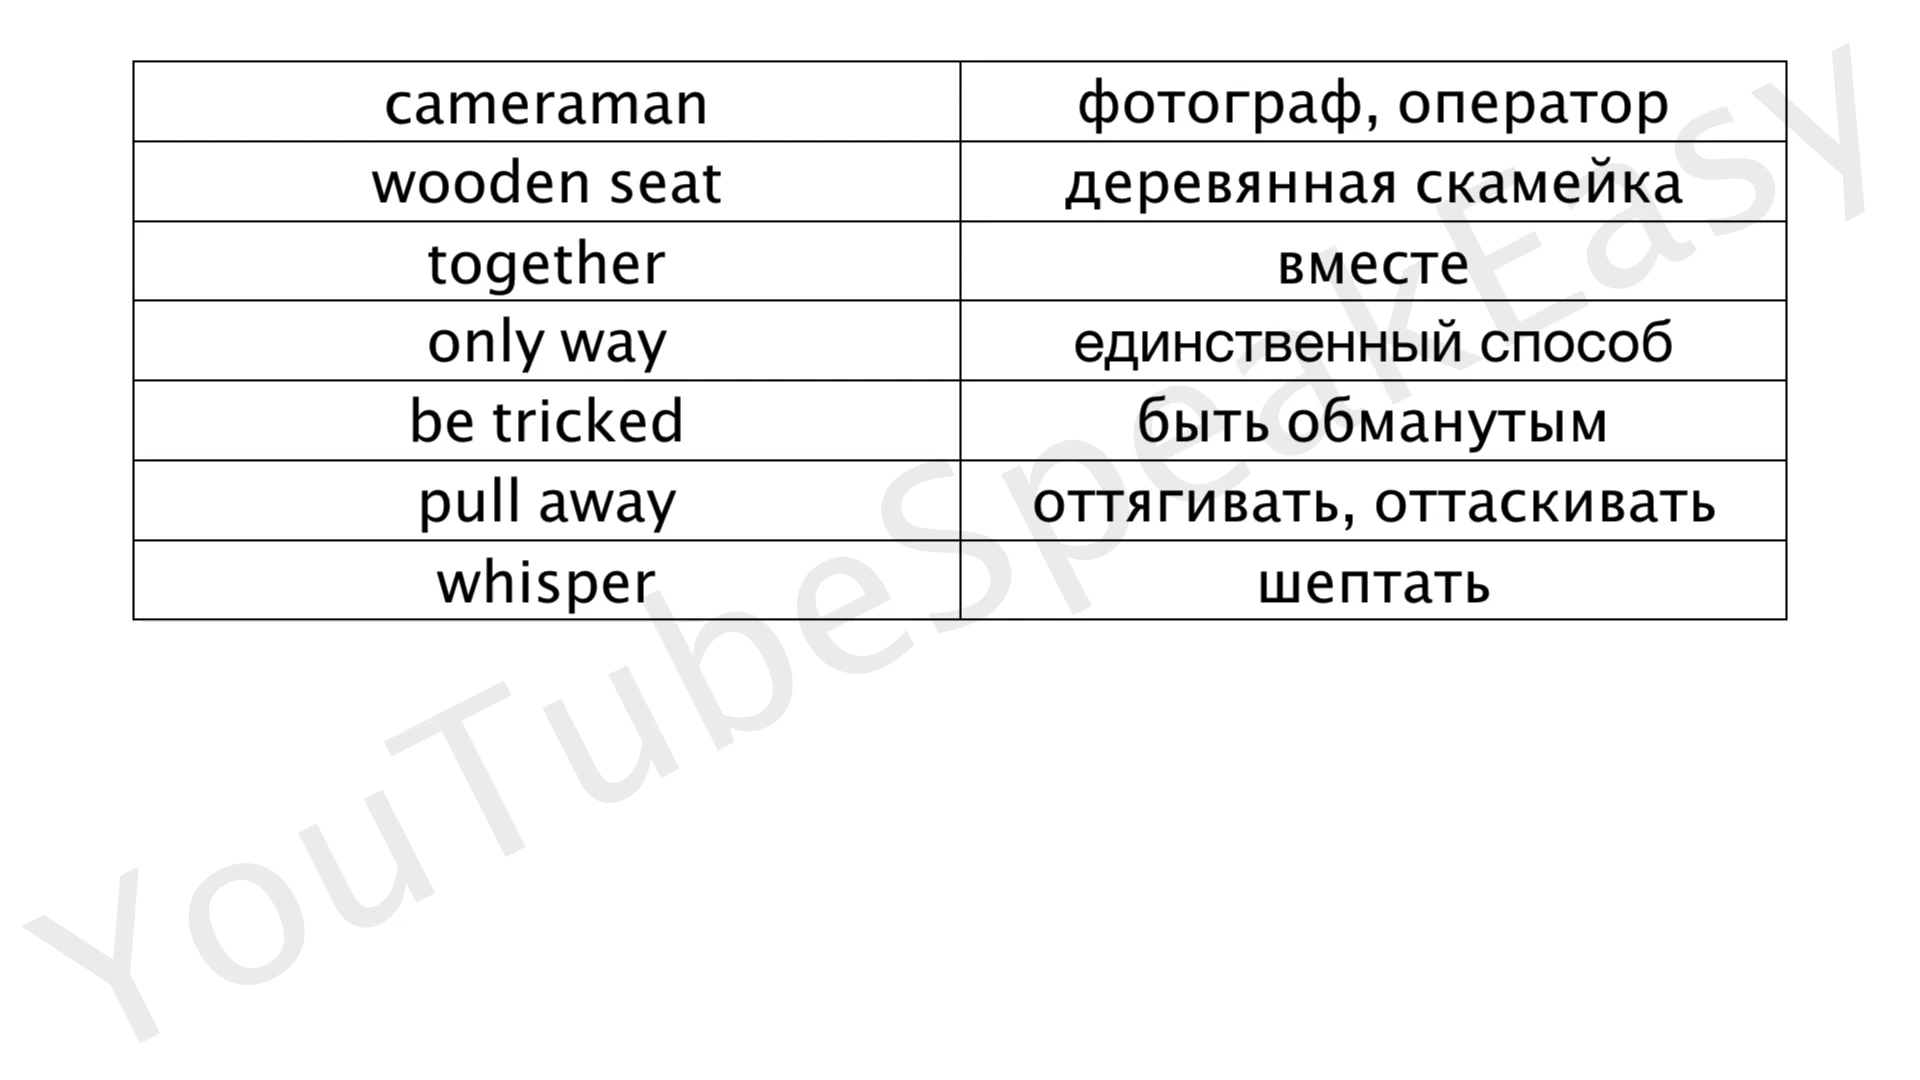 cameraman фотограф, оператор
wooden seat деревянная скамейка
together вместе
only way единственный способ
be tricked быть обманутым
pull away оттягивать, оттаскивать
whisper шептать
YouTubeSpeakEasy